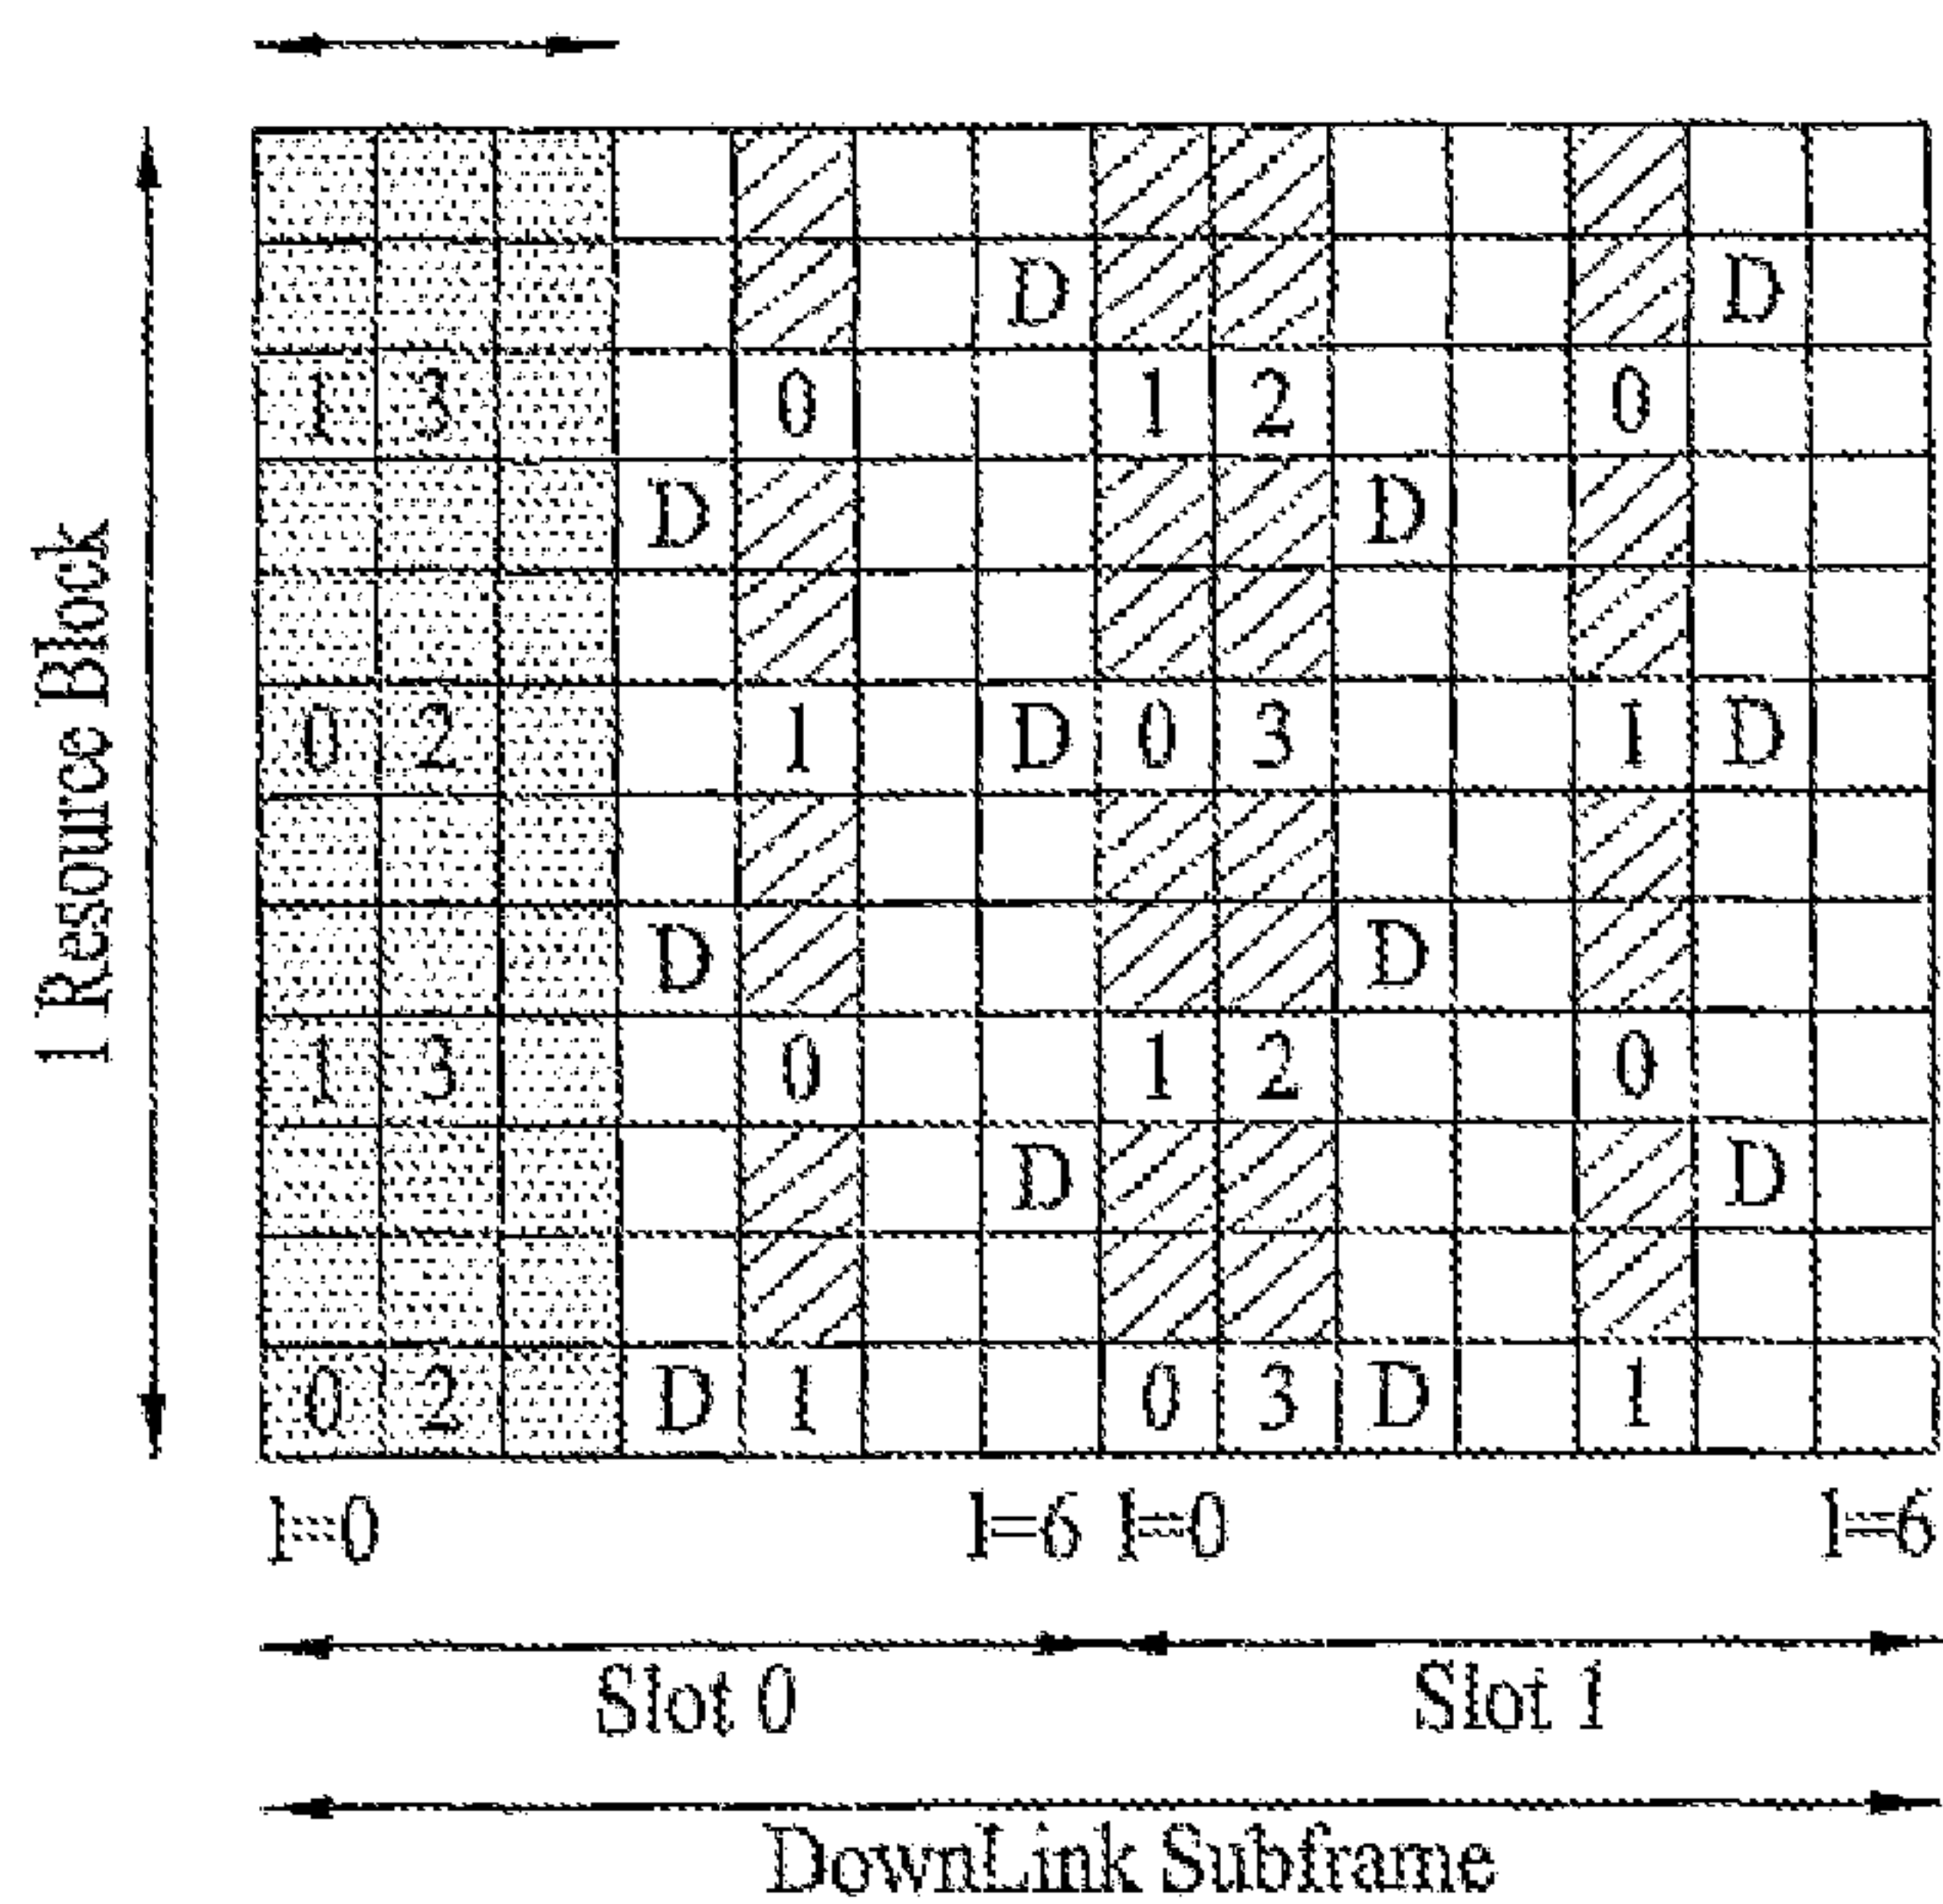 D D
1 3 0 1 2 0
D D
0 2 1 D 0 3 1 D
D D
1 3 0 1 2 0
D D
0 2 D 1 0 3 D 1
1 Resource Block
l=0 l=6 l=0 l=6
Slot 0 Slot 1
DownLink Subframe